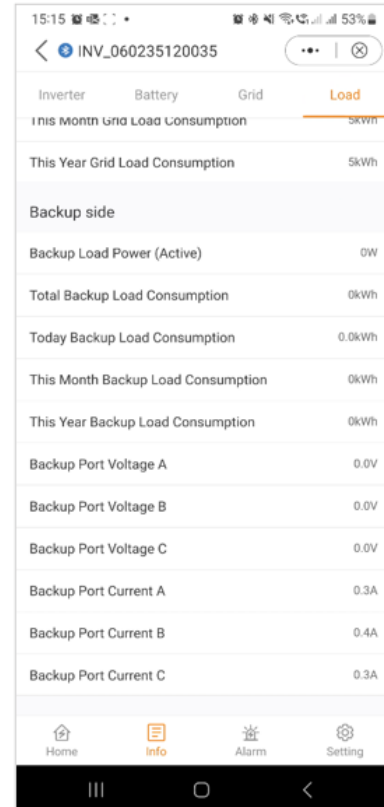 15:15 53%
INV_060235120035
Inverter Battery Grid Load
This Month Grid Load Consumption 5kWh
This Year Grid Load Consumption 5kWh
Backup side
Backup Load Power (Active) 0W
Total Backup Load Consumption 0kWh
Today Backup Load Consumption 0.0kWh
This Month Backup Load Consumption 0kWh
This Year Backup Load Consumption 0kWh
Backup Port Voltage A 0.0V
Backup Port Voltage B 0.0V
Backup Port Voltage C 0.0V
Backup Port Current A 0.3A
Backup Port Current B 0.4A
Backup Port Current C 0.3A
Home Info Alarm Setting